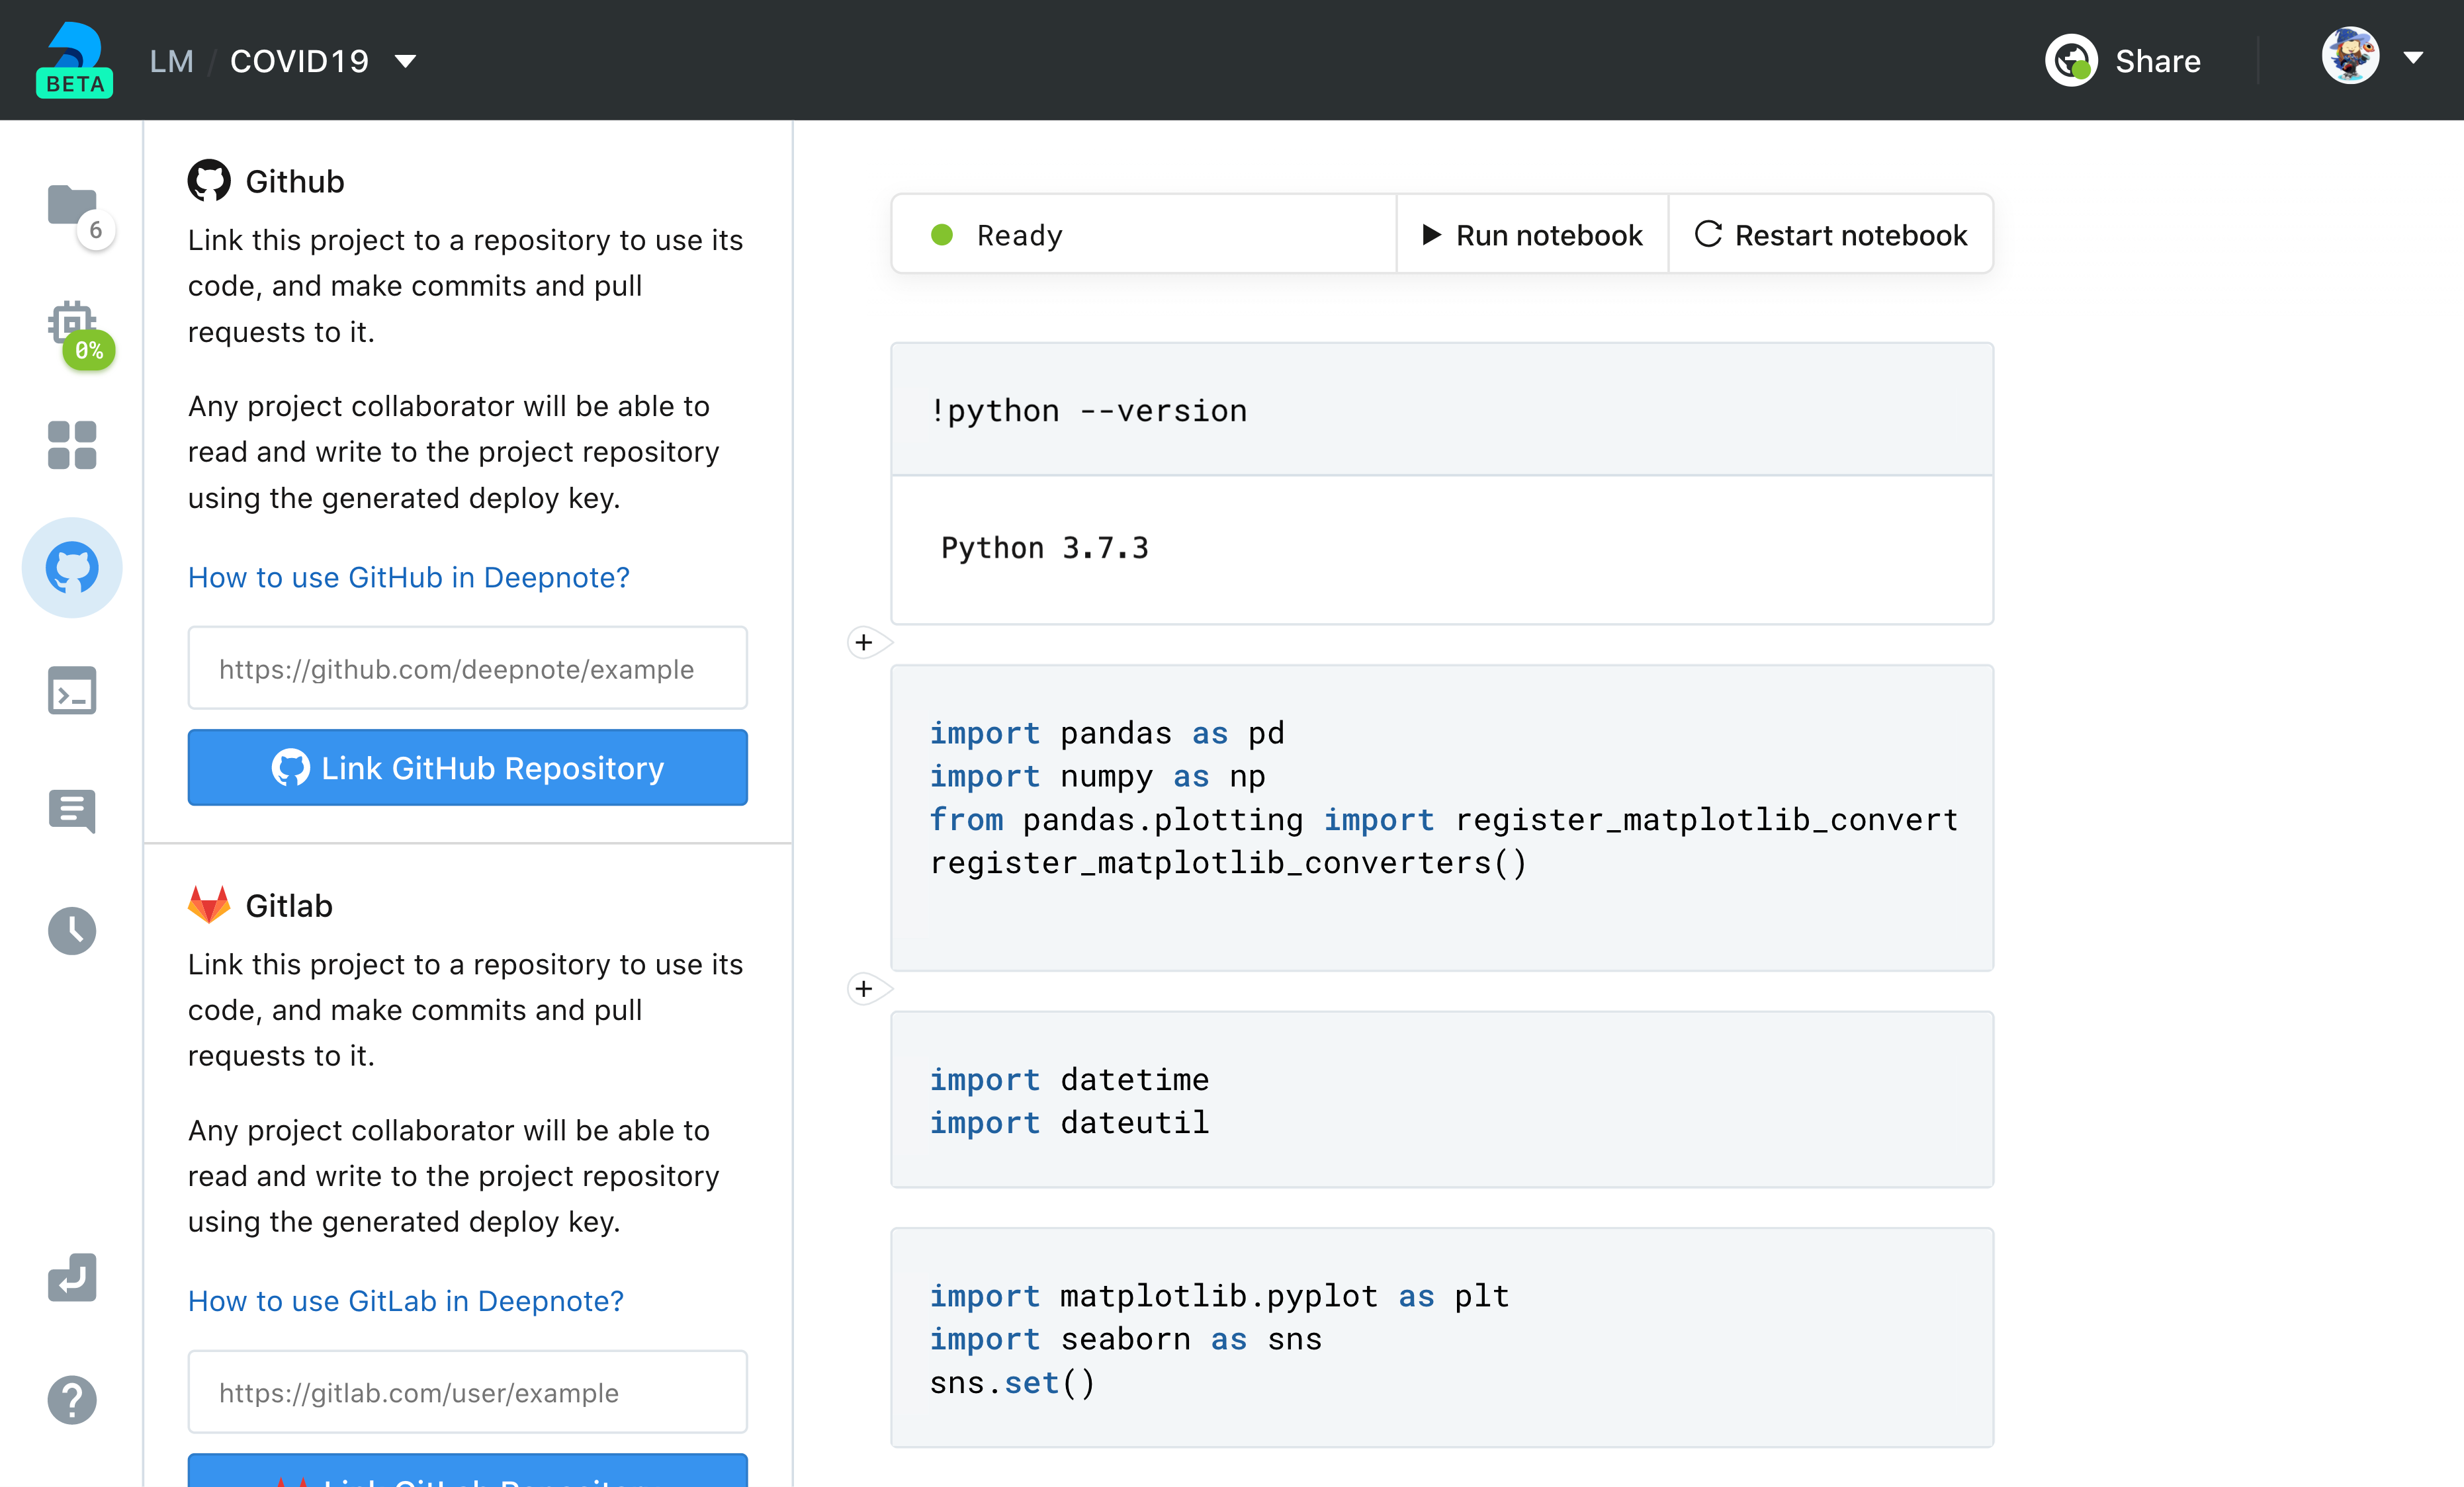 BETA
LM / COVID19
Share
6
0%
Github
Link this project to a repository to use its
code, and make commits and pull
requests to it.
Any project collaborator will be able to
read and write to the project repository
using the generated deploy key.
How to use GitHub in Deepnote?
https://github.com/deepnote/example
Link GitHub Repository
Gitlab
Link this project to a repository to use its
code, and make commits and pull
requests to it.
Any project collaborator will be able to
read and write to the project repository
using the generated deploy key.
How to use GitLab in Deepnote?
https://gitlab.com/user/example
Ready
Run notebook
Restart notebook
!python --version
Python 3.7.3
import pandas as pd
import numpy as np
from pandas.plotting import register_matplotlib_convert
register_matplotlib_converters()
import datetime
import dateutil
import matplotlib.pyplot as plt
import seaborn as sns
sns.set()